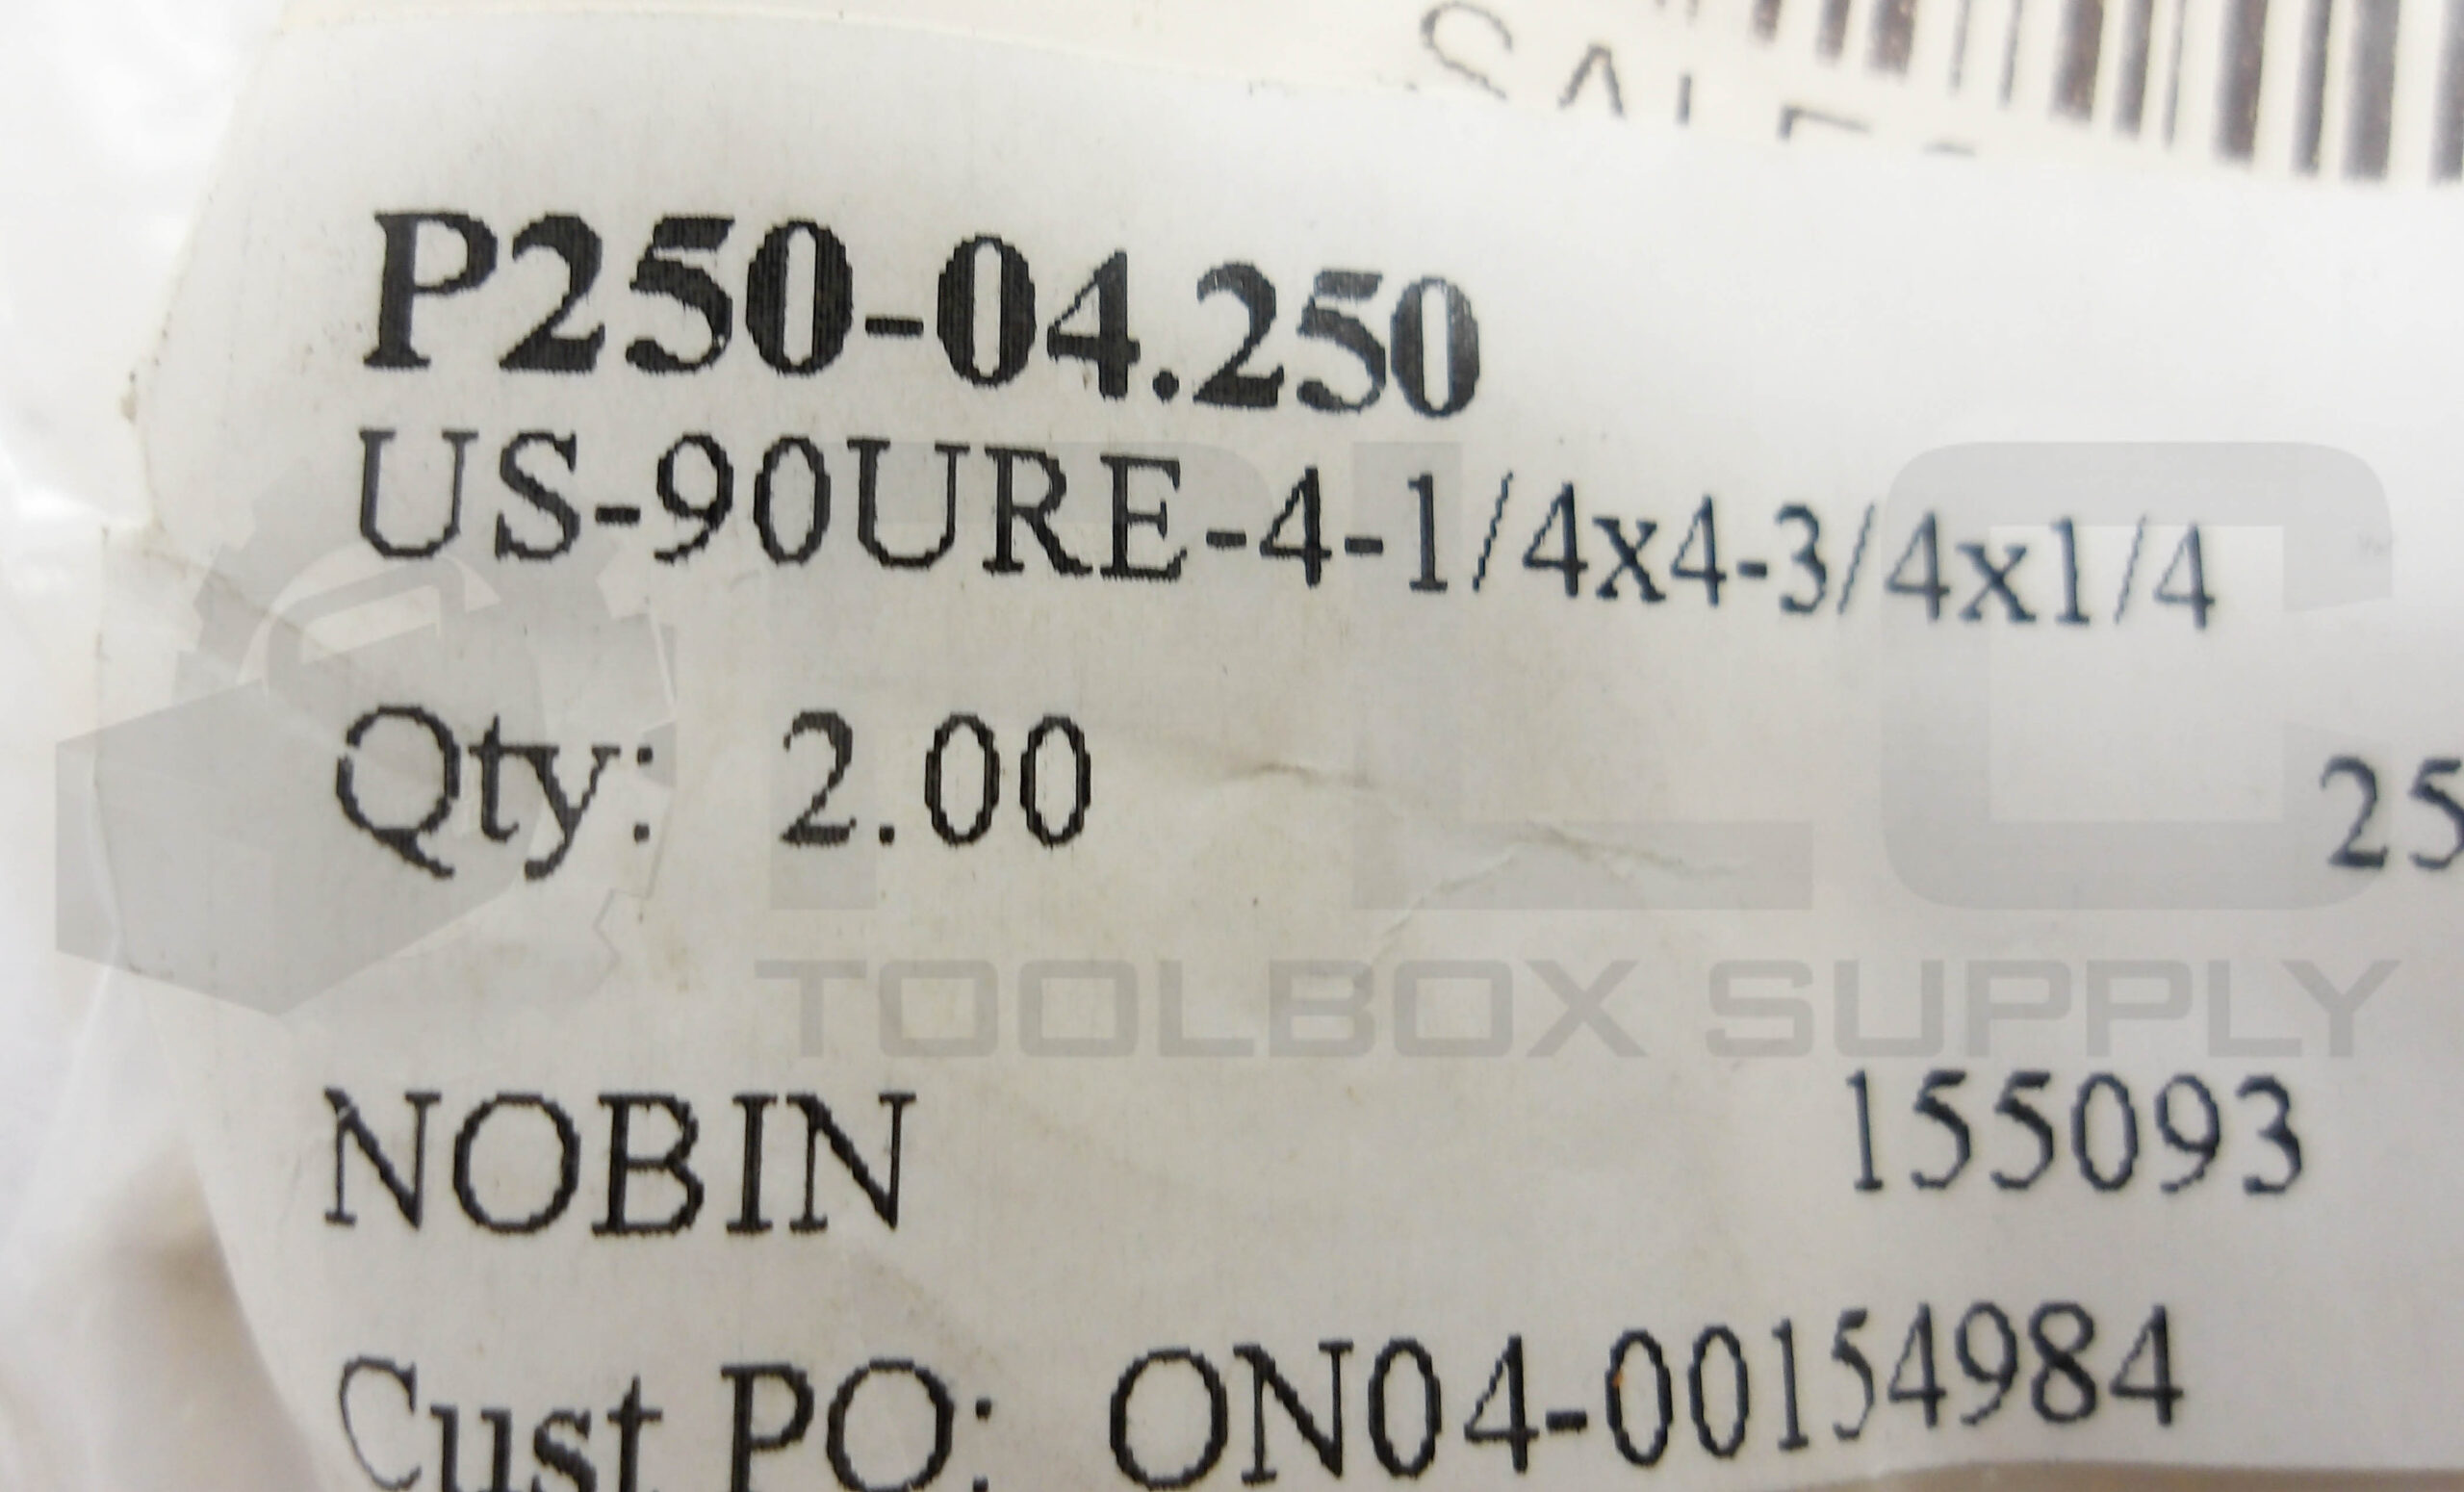 P250-04.250
US-90URE-4-1/4x4-3/4x1/4
Qty: 2.00 25
PLC
TOOLBOX SUPPLY
NOBIN 155093
Cust PO: ON04-00154984